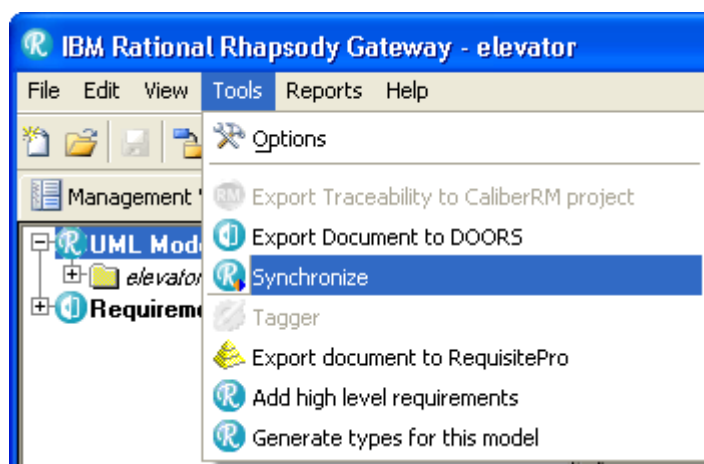 IBM Rational Rhapsody Gateway - elevator
File Edit View Tools Reports Help
Options
Management
Export Traceability to CaliberRM project
UML
Export Document to DOORS
elevator
Synchronize
Tagger
Export document to RequisitePro
Add high level requirements
Generate types for this model